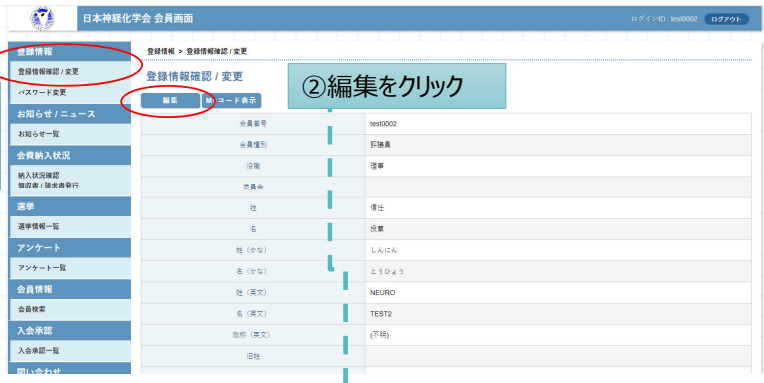 日本神経化学会 会員画面
ログインID : test0002 ログアウト
登録情報
登録情報確認 / 変更
パスワード変更
お知らせ / ニュース
お知らせ一覧
会費納入状況
納入状況確認
領収書 / 請求書発行
選挙
選挙情報一覧
アンケート
アンケート一覧
会員情報
会員検索
入会承認
入会承認一覧
問い合わせ
登録情報 > 登録情報確認 / 変更
登録情報確認 / 変更
②編集をクリック
編集 コード表示
会員番号 test0002
会員種別 評議員
役職 理事
委員会
姓 信任
名 投票
姓（かな） しんにん
名（かな） とうひょう
姓（英文） NEURO
名（英文） TEST2
敬称（英文） (不明)
旧姓